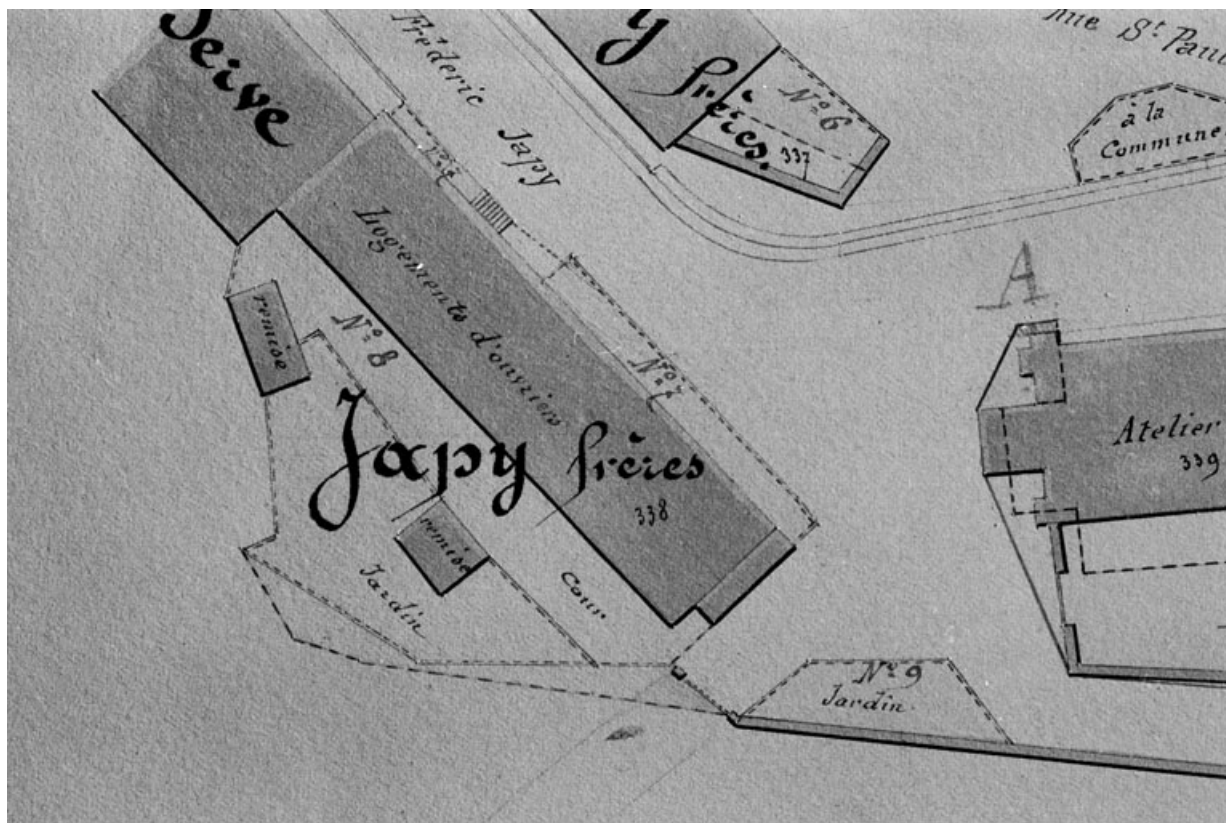 Seive
y frères.
Frédéric Japy
rue St Paul
N° 6
337
à la
Commune
A
remise
N° 8
Logements d'ouvriers
N°
Japy frères
338
remise
Jardin
Cour
Atelier
339
N° 9
Jardin.